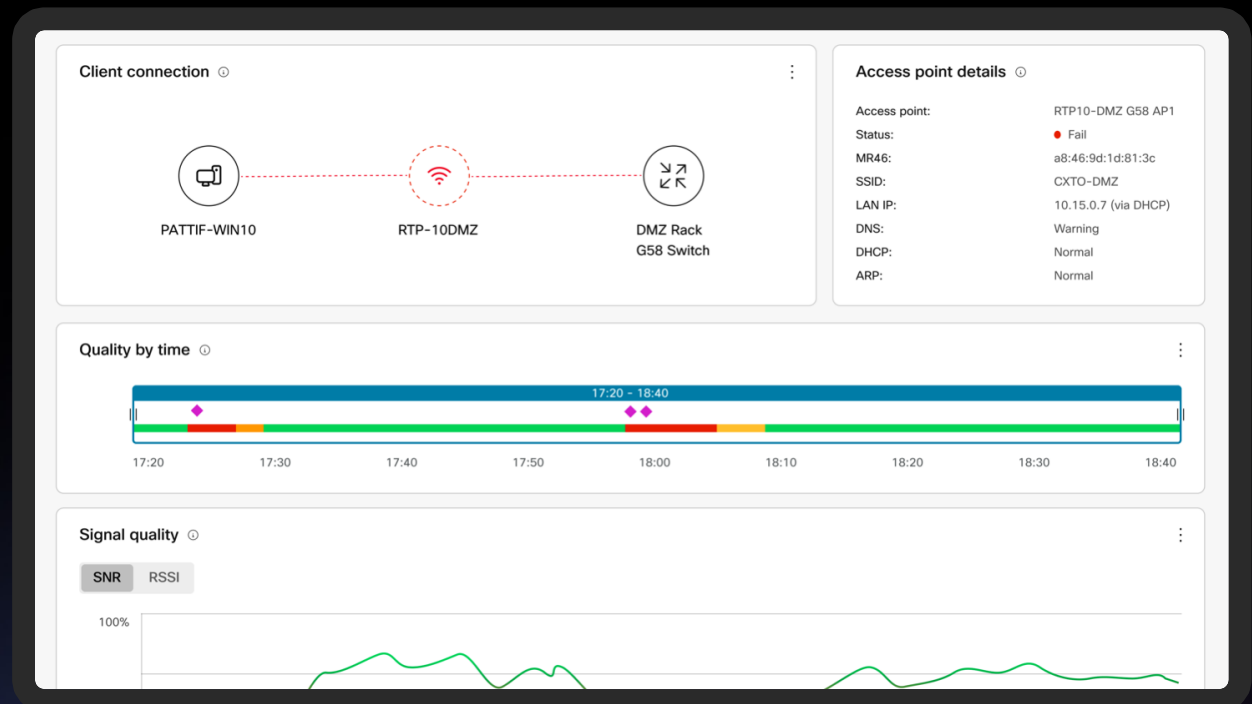 Client connection
PATTIF-WIN10
RTP-10DMZ
DMZ Rack
G58 Switch
Access point details
Access point: RTP10-DMZ G58 AP1
Status: Fail
MR46: a8:46:9d:1d:81:3c
SSID: CXTO-DMZ
LAN IP: 10.15.0.7 (via DHCP)
DNS: Warning
DHCP: Normal
ARP: Normal
Quality by time
17:20 - 18:40
17:20 17:30 17:40 17:50 18:00 18:10 18:20 18:30 18:40
Signal quality
SNR RSSI
100%